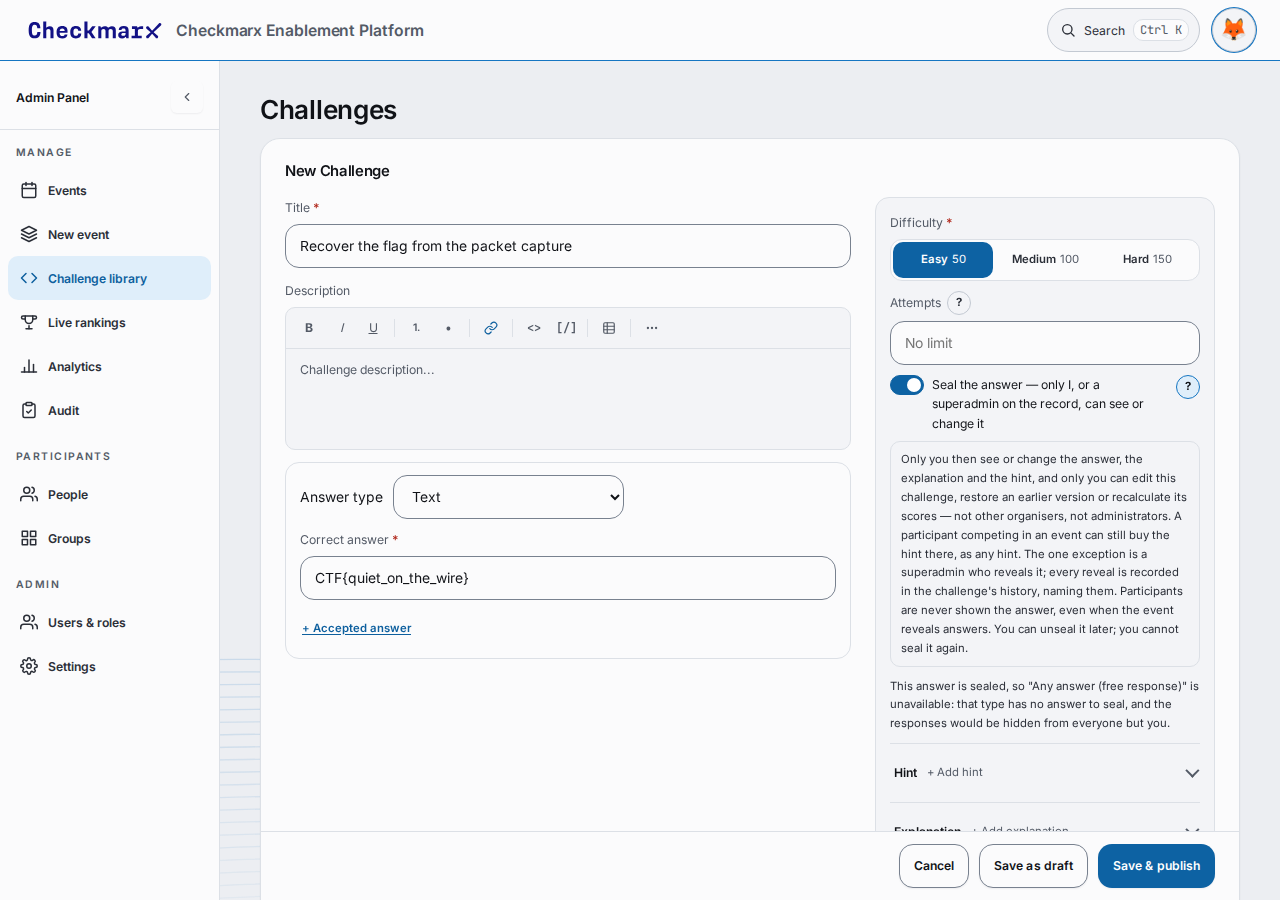 Checkmarx Checkmarx Enablement Platform
Search Ctrl K
Admin Panel
MANAGE
Events
New event
Challenge library
Live rankings
Analytics
Audit
PARTICIPANTS
People
Groups
ADMIN
Users & roles
Settings
Challenges
New Challenge
Title *
Recover the flag from the packet capture
Description
B I U 1. • <> [/] ...
Challenge description...
Answer type Text
Correct answer *
CTF{quiet_on_the_wire}
+ Accepted answer
Difficulty *
Easy 50 Medium 100 Hard 150
Attempts ?
No limit
Seal the answer — only I, or a
superadmin on the record, can see or
change it
?
Only you then see or change the answer, the
explanation and the hint, and only you can edit this
challenge, restore an earlier version or recalculate its
scores — not other organisers, not administrators. A
participant competing in an event can still buy the
hint there, as any hint. The one exception is a
superadmin who reveals it; every reveal is recorded
in the challenge's history, naming them. Participants
are never shown the answer, even when the event
reveals answers. You can unseal it later; you cannot
seal it again.
This answer is sealed, so "Any answer (free response)" is
unavailable: that type has no answer to seal, and the
responses would be hidden from everyone but you.
Hint + Add hint
Explanation + Add explanation
Cancel Save as draft Save & publish